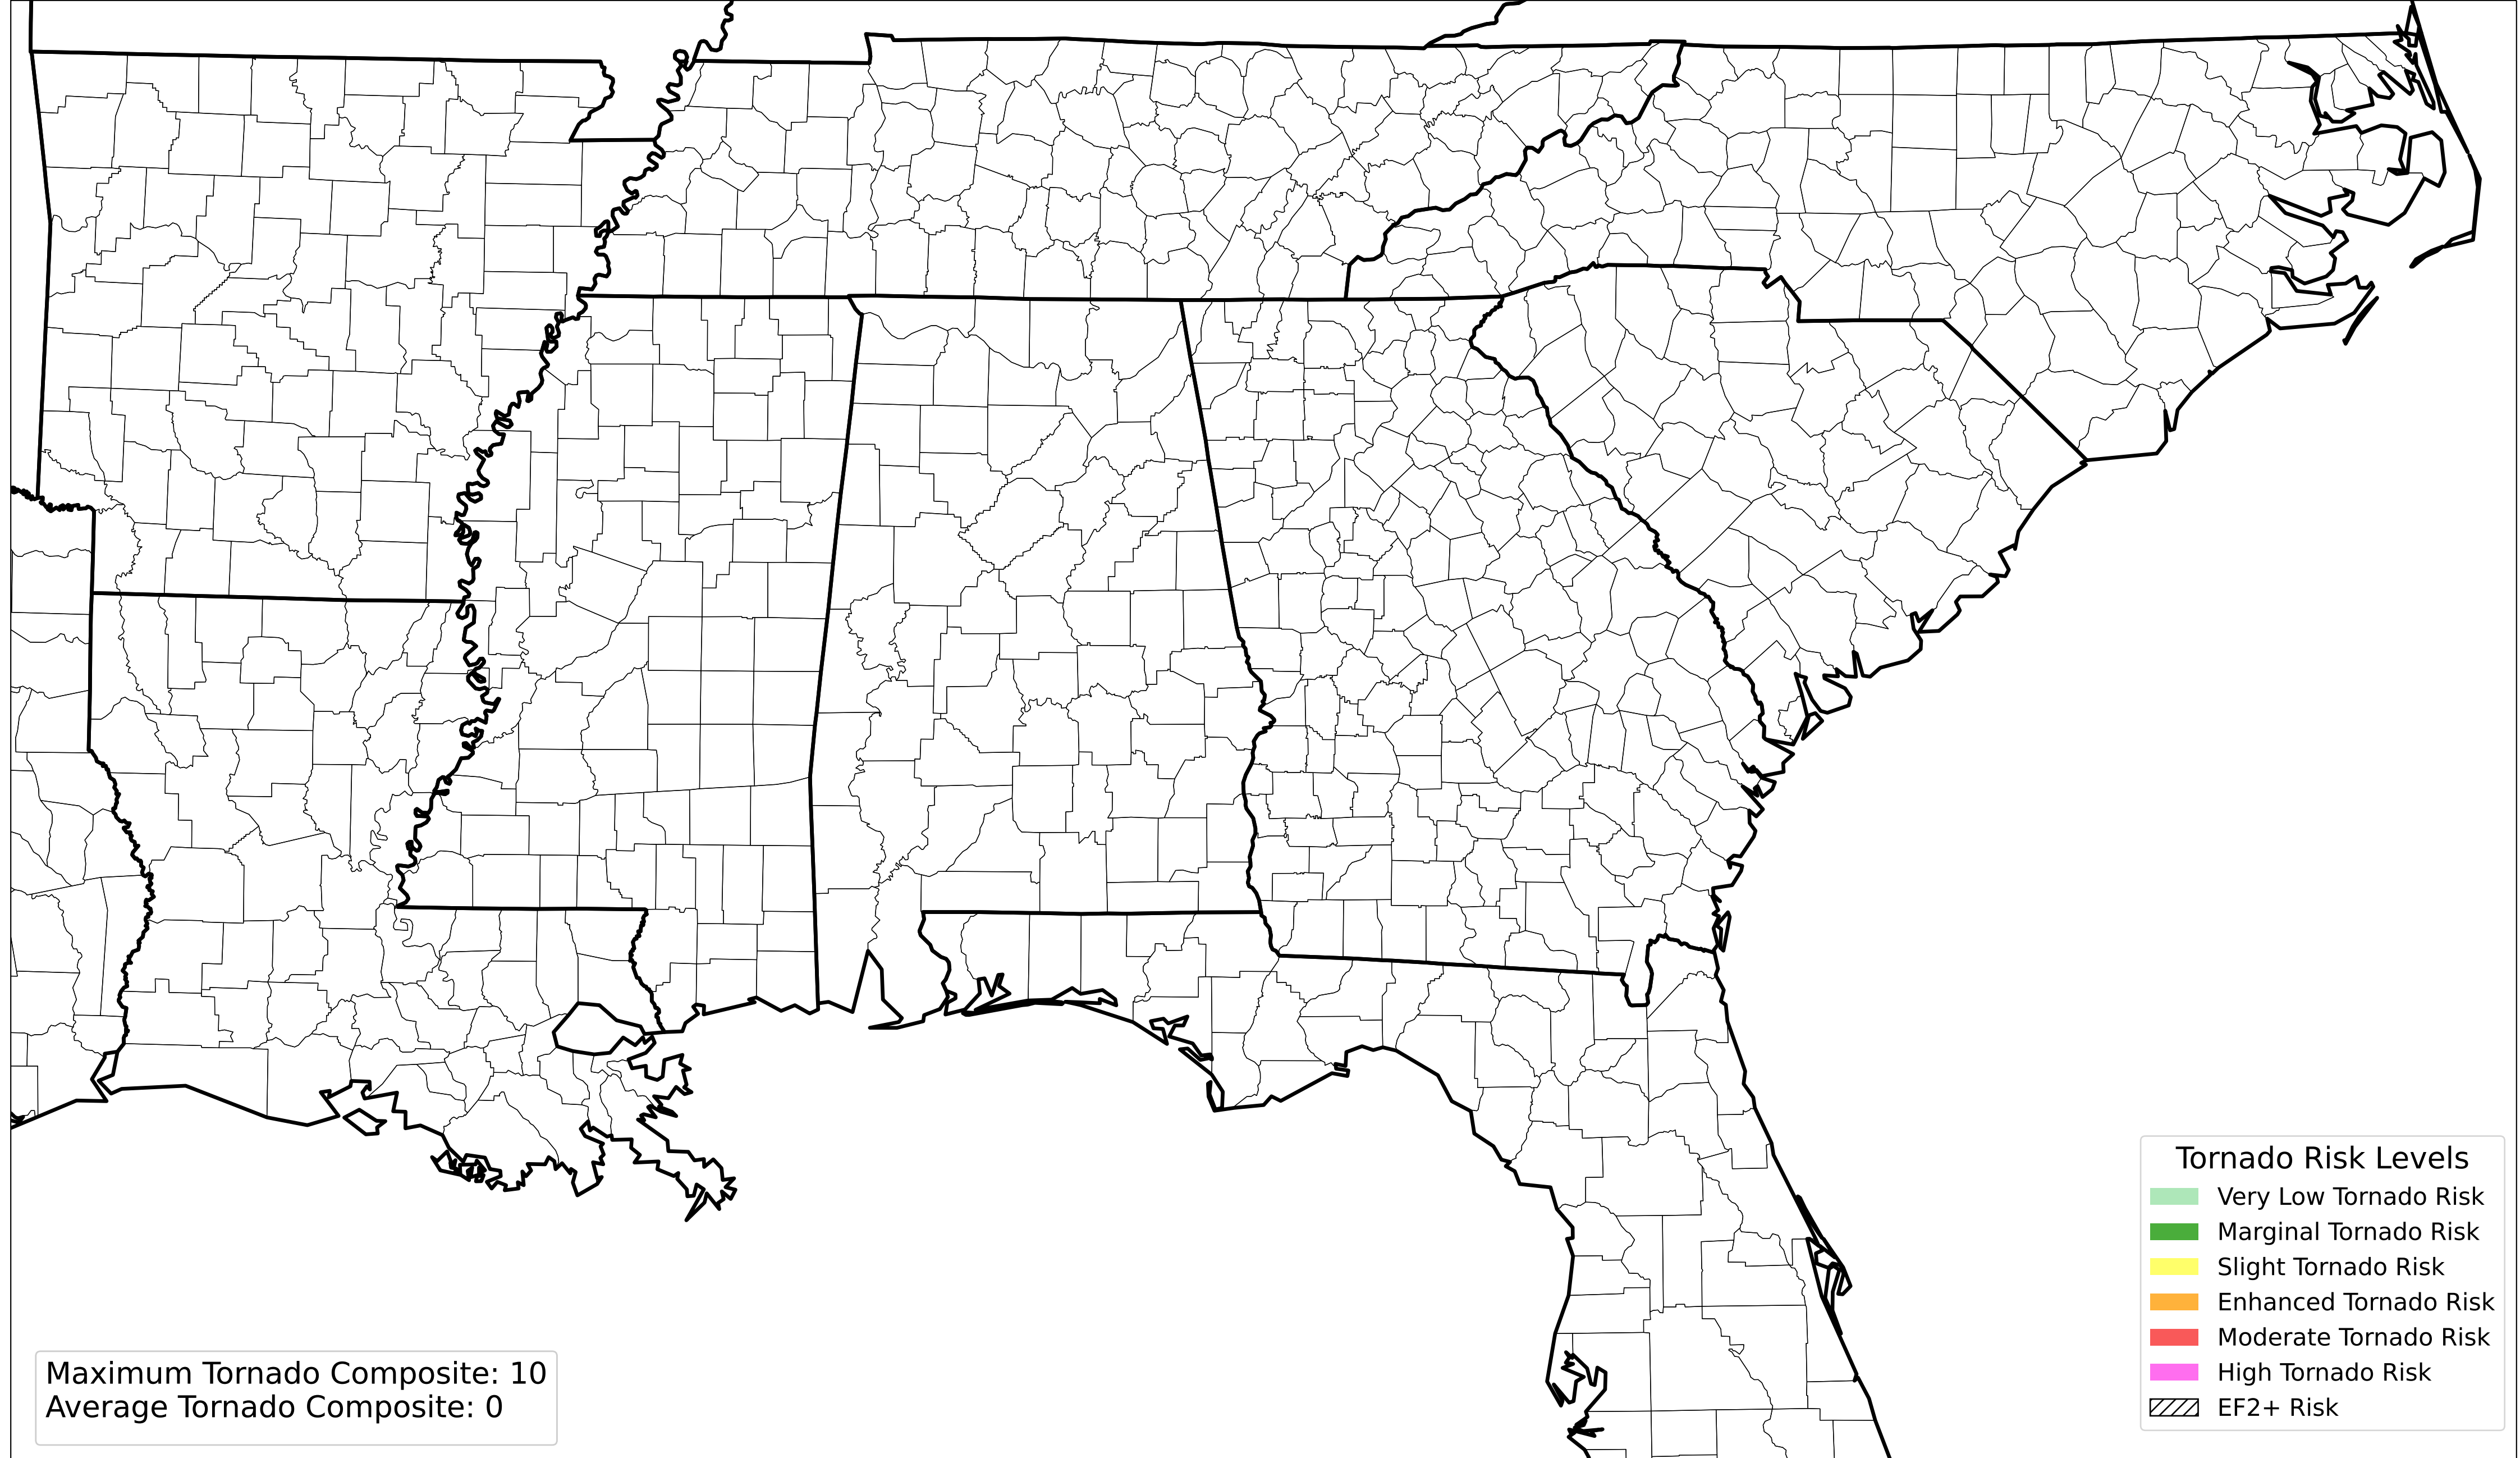 Tornado Risk Levels
Very Low Tornado Risk
Marginal Tornado Risk
Slight Tornado Risk
Enhanced Tornado Risk
Moderate Tornado Risk
High Tornado Risk
EF2+ Risk
Maximum Tornado Composite: 10
Average Tornado Composite: 0